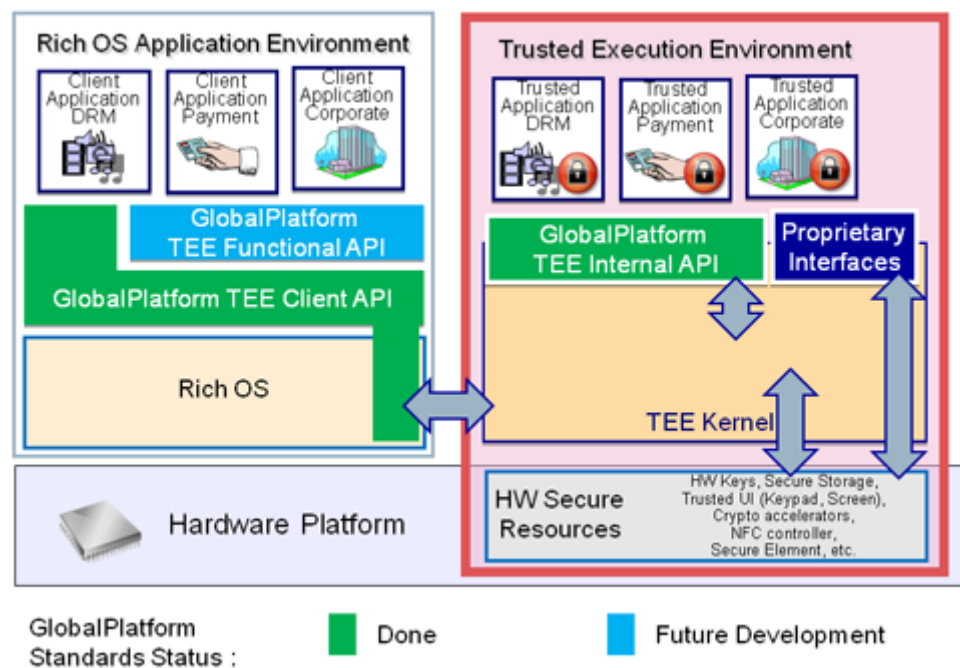 Rich OS Application Environment
Client
Application
DRM
Client
Application
Payment
Client
Application
Corporate
GlobalPlatform
TEE Functional API
GlobalPlatform TEE Client API
Rich OS
Trusted Execution Environment
Trusted
Application
DRM
Trusted
Application
Payment
Trusted
Application
Corporate
GlobalPlatform
TEE Internal API
Proprietary
Interfaces
TEE Kernel
Hardware Platform
HW Secure
Resources
HW Keys, Secure Storage,
Trusted UI (Keypad, Screen),
Crypto accelerators,
NFC controller,
Secure Element, etc.
GlobalPlatform
Standards Status :
Done
Future Development